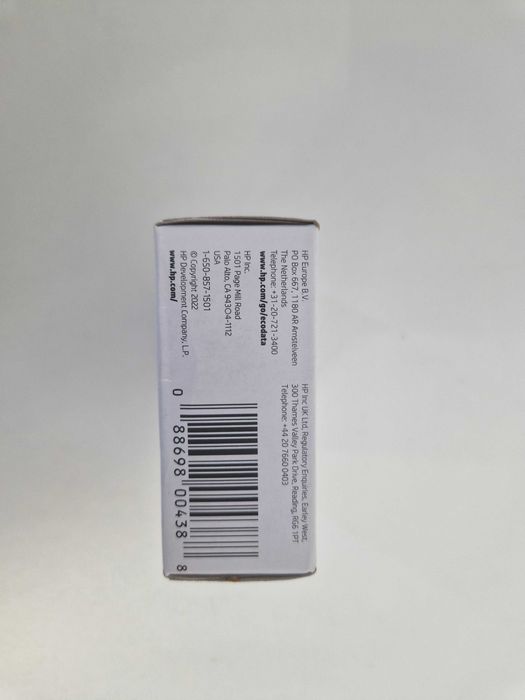 HP Europe B.V.
PO Box 667, 1180 AR Amstelveen
The Netherlands
Telephone: +31-20-721-3400
www.hp.com/go/ecodata
HP Inc.
1501 Page Mill Road
Palo Alto, CA 94304-1112
USA
1-650-857-1501
© Copyright 2022
HP Development Company, L.P.
www.hp.com/
HP Inc UK Ltd, Regulatory Enquiries, Earley West,
300 Thames Valley Park Drive, Reading, RG6 1PT
Telephone: +44 20 7660 0403
0 88698 00438 8